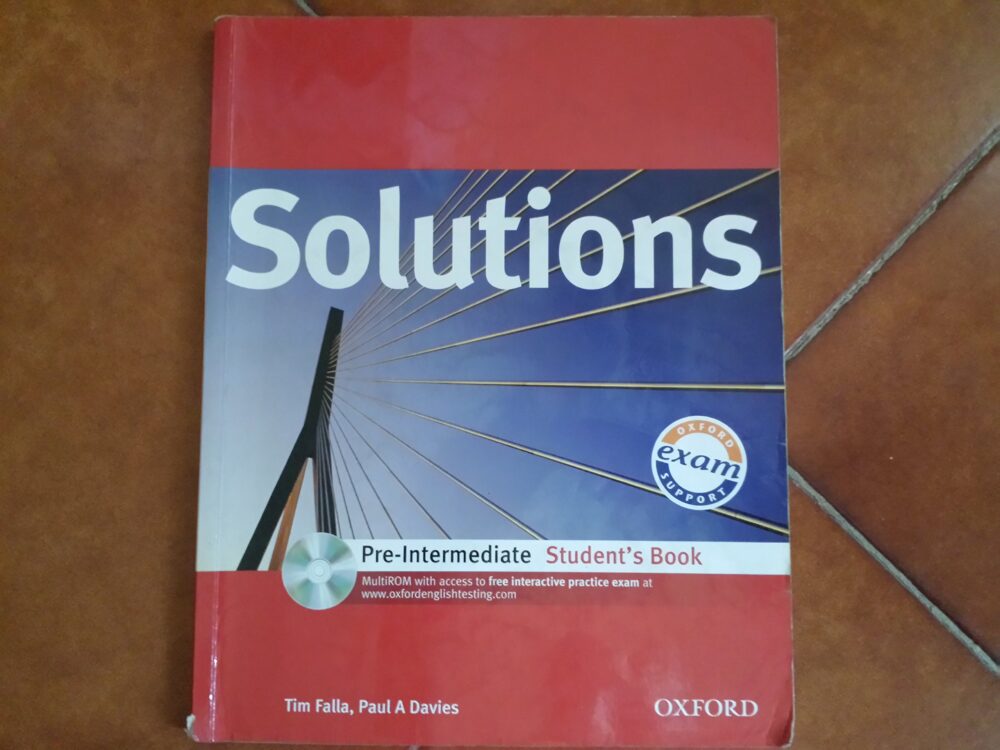 Solutions
OXFORD
exam
SUPPORT
Pre-Intermediate Student's Book
MultiROM with access to free interactive practice exam at
www.oxfordenglishtesting.com
Tim Falla, Paul A Davies
OXFORD